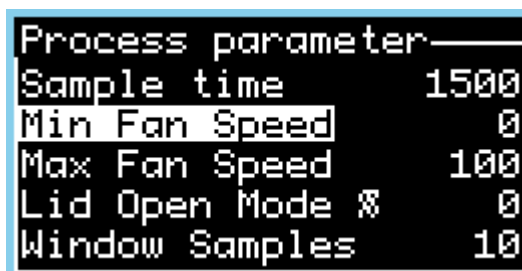 Process parameter
Sample time 1500
Min Fan Speed 0
Max Fan Speed 100
Lid Open Mode % 0
Window Samples 10